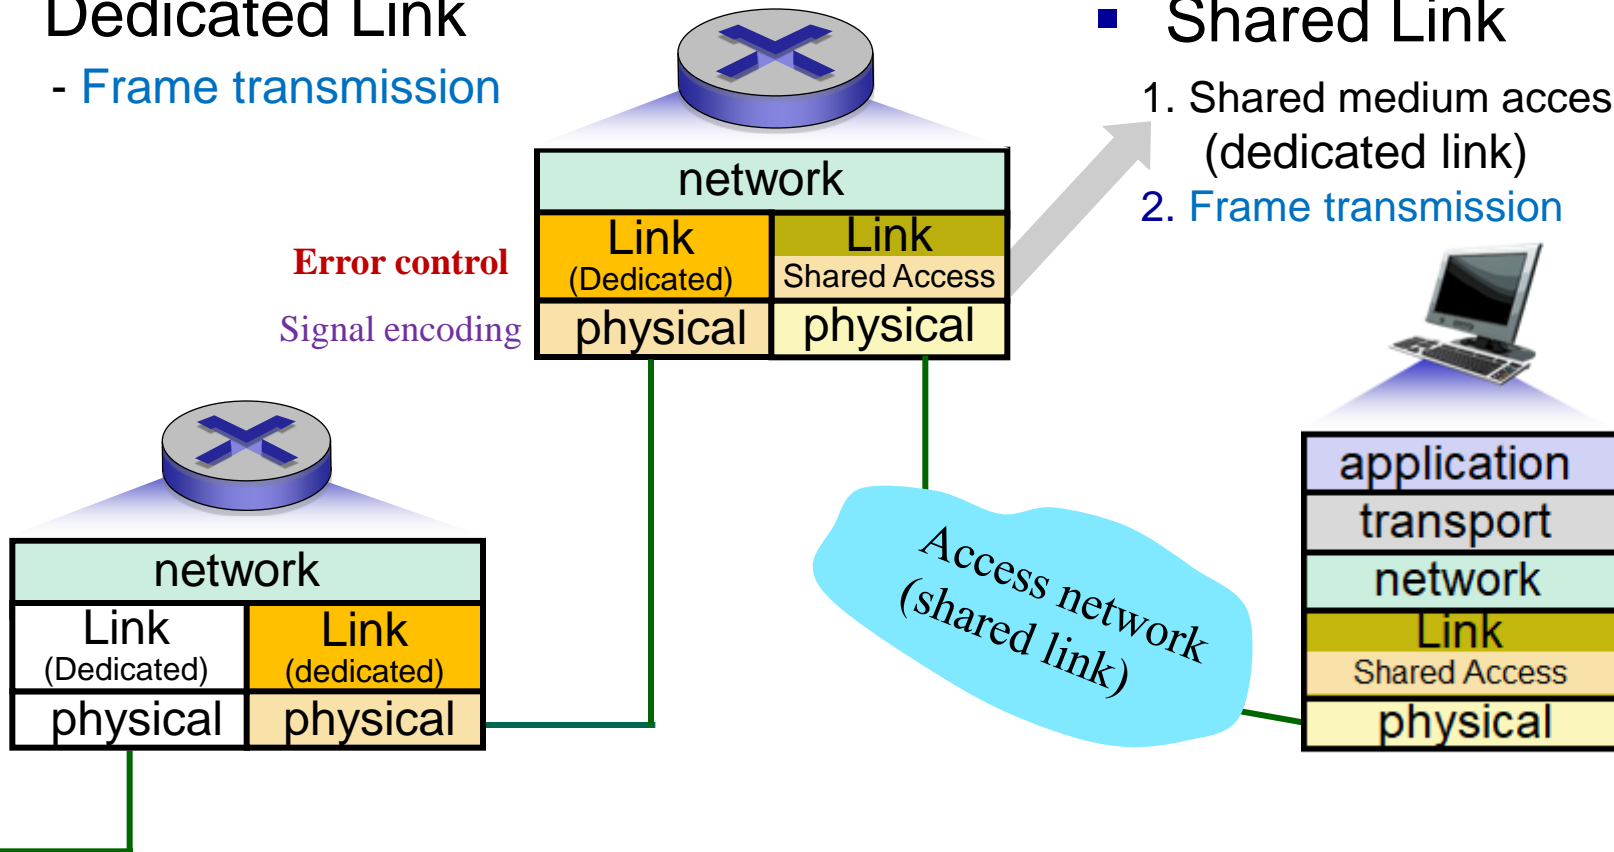 Dedicated Link
- Frame transmission
▪ Shared Link
1. Shared medium acces
(dedicated link)
2. Frame transmission
network
Error control
Link
(Dedicated)
Link
Shared Access
Signal encoding
physical
physical
network
Link
(Dedicated)
Link
(dedicated)
physical
physical
Access network
(shared link)
application
transport
network
Link
Shared Access
physical